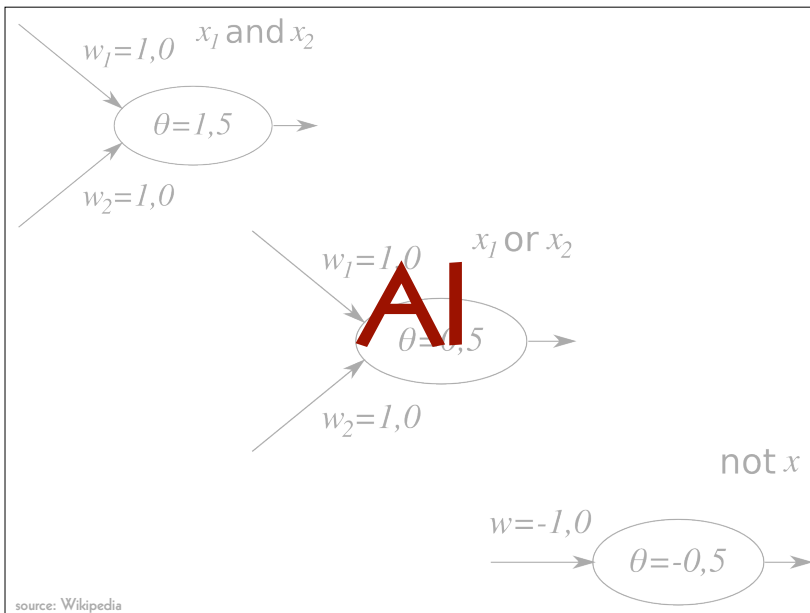 x1 and x2
w1=1,0
θ=1,5
w2=1,0
x1 or x2
w1=1,0
AI
θ=0,5
w2=1,0
not x
w=-1,0
θ=-0,5
source: Wikipedia